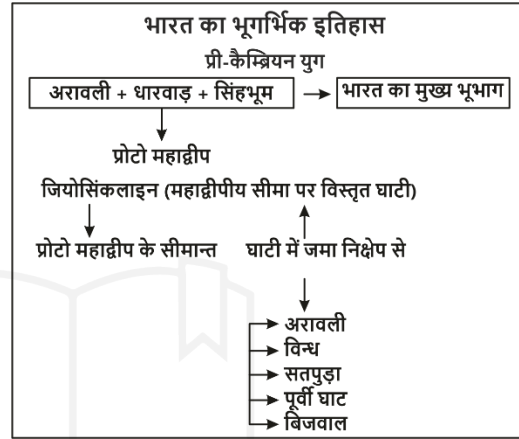 भारत का भूगर्भिक इतिहास
प्री-कैम्ब्रियन युग
अरावली + धारवाड़ + सिंहभूम → भारत का मुख्य भूभाग
प्रोटो महाद्वीप
जियोसिंकलाइन (महाद्वीपीय सीमा पर विस्तृत घाटी)
प्रोटो महाद्वीप के सीमान्त घाटी में जमा निक्षेप से
अरावली
विन्ध
सतपुड़ा
पूर्वी घाट
बिजवाल